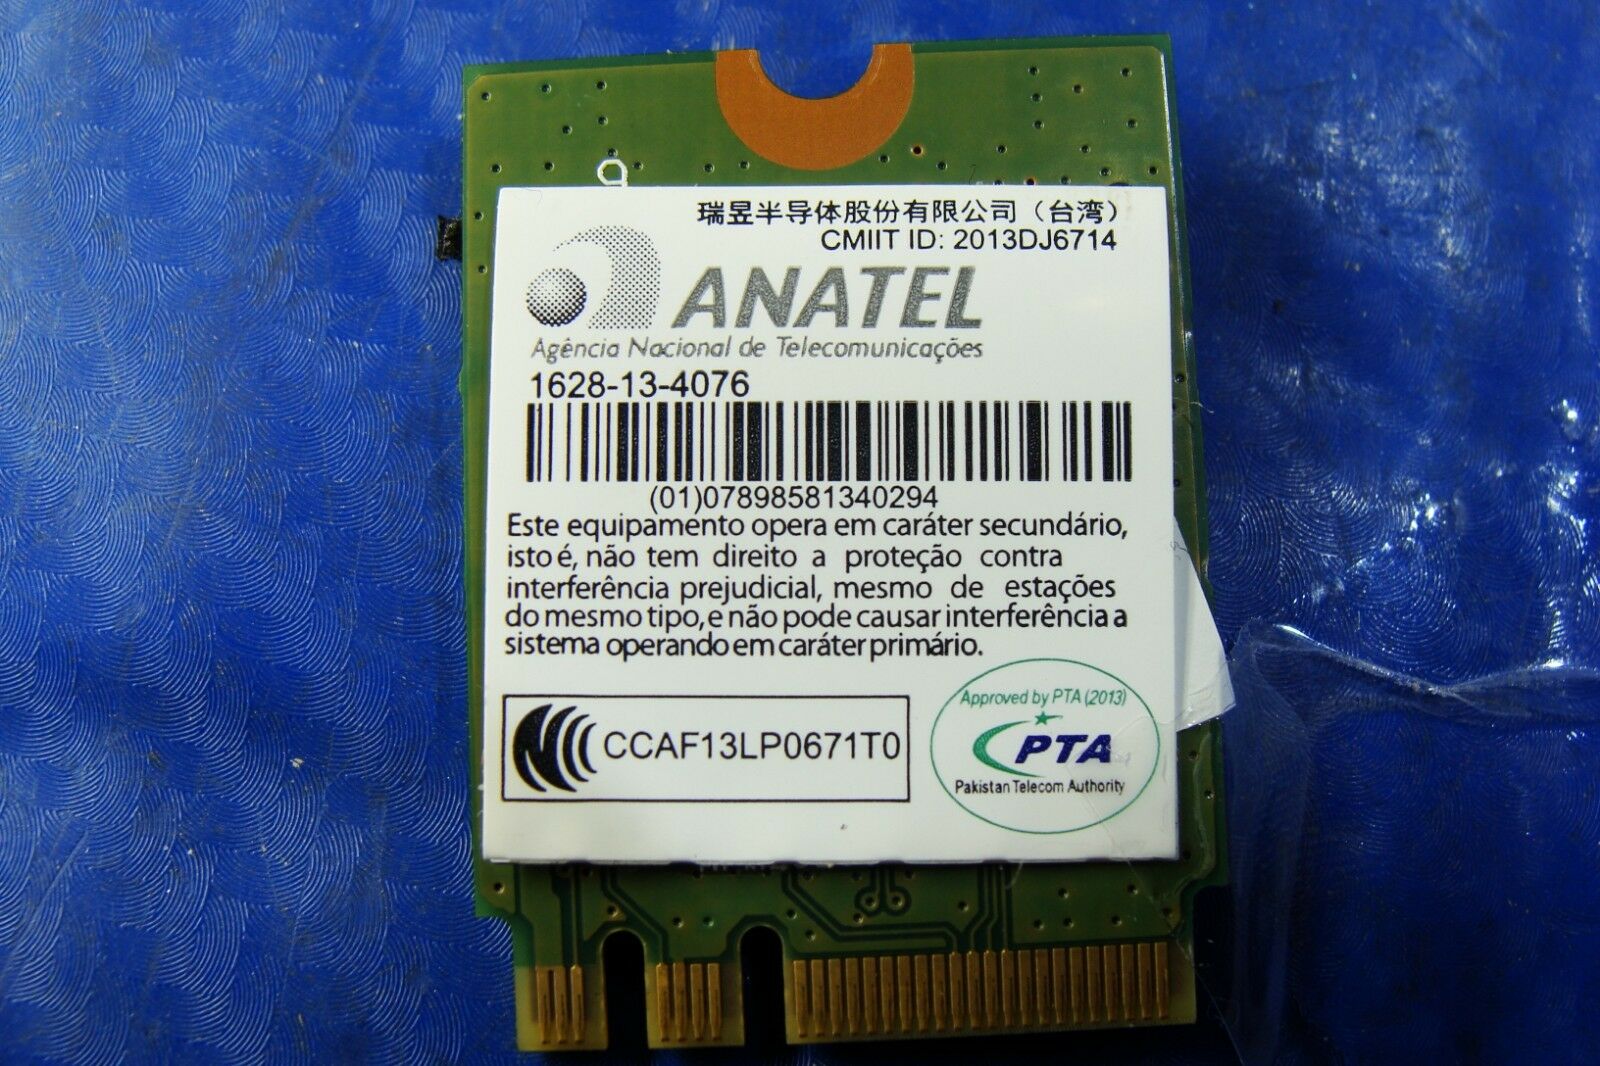 瑞昱半导体股份有限公司（台湾）
CMIIT ID: 2013DJ6714
ANATEL
Agência Nacional de Telecomunicações
1628-13-4076
(01)07898581340294
Este equipamento opera em caráter secundário,
isto é, não tem direito a proteção contra
interferência prejudicial, mesmo de estações
do mesmo tipo, e não pode causar interferência a
sistema operando em caráter primário.
CCAF13LP0671T0
Approved by PTA (2013)
PTA
Pakistan Telecom Authority